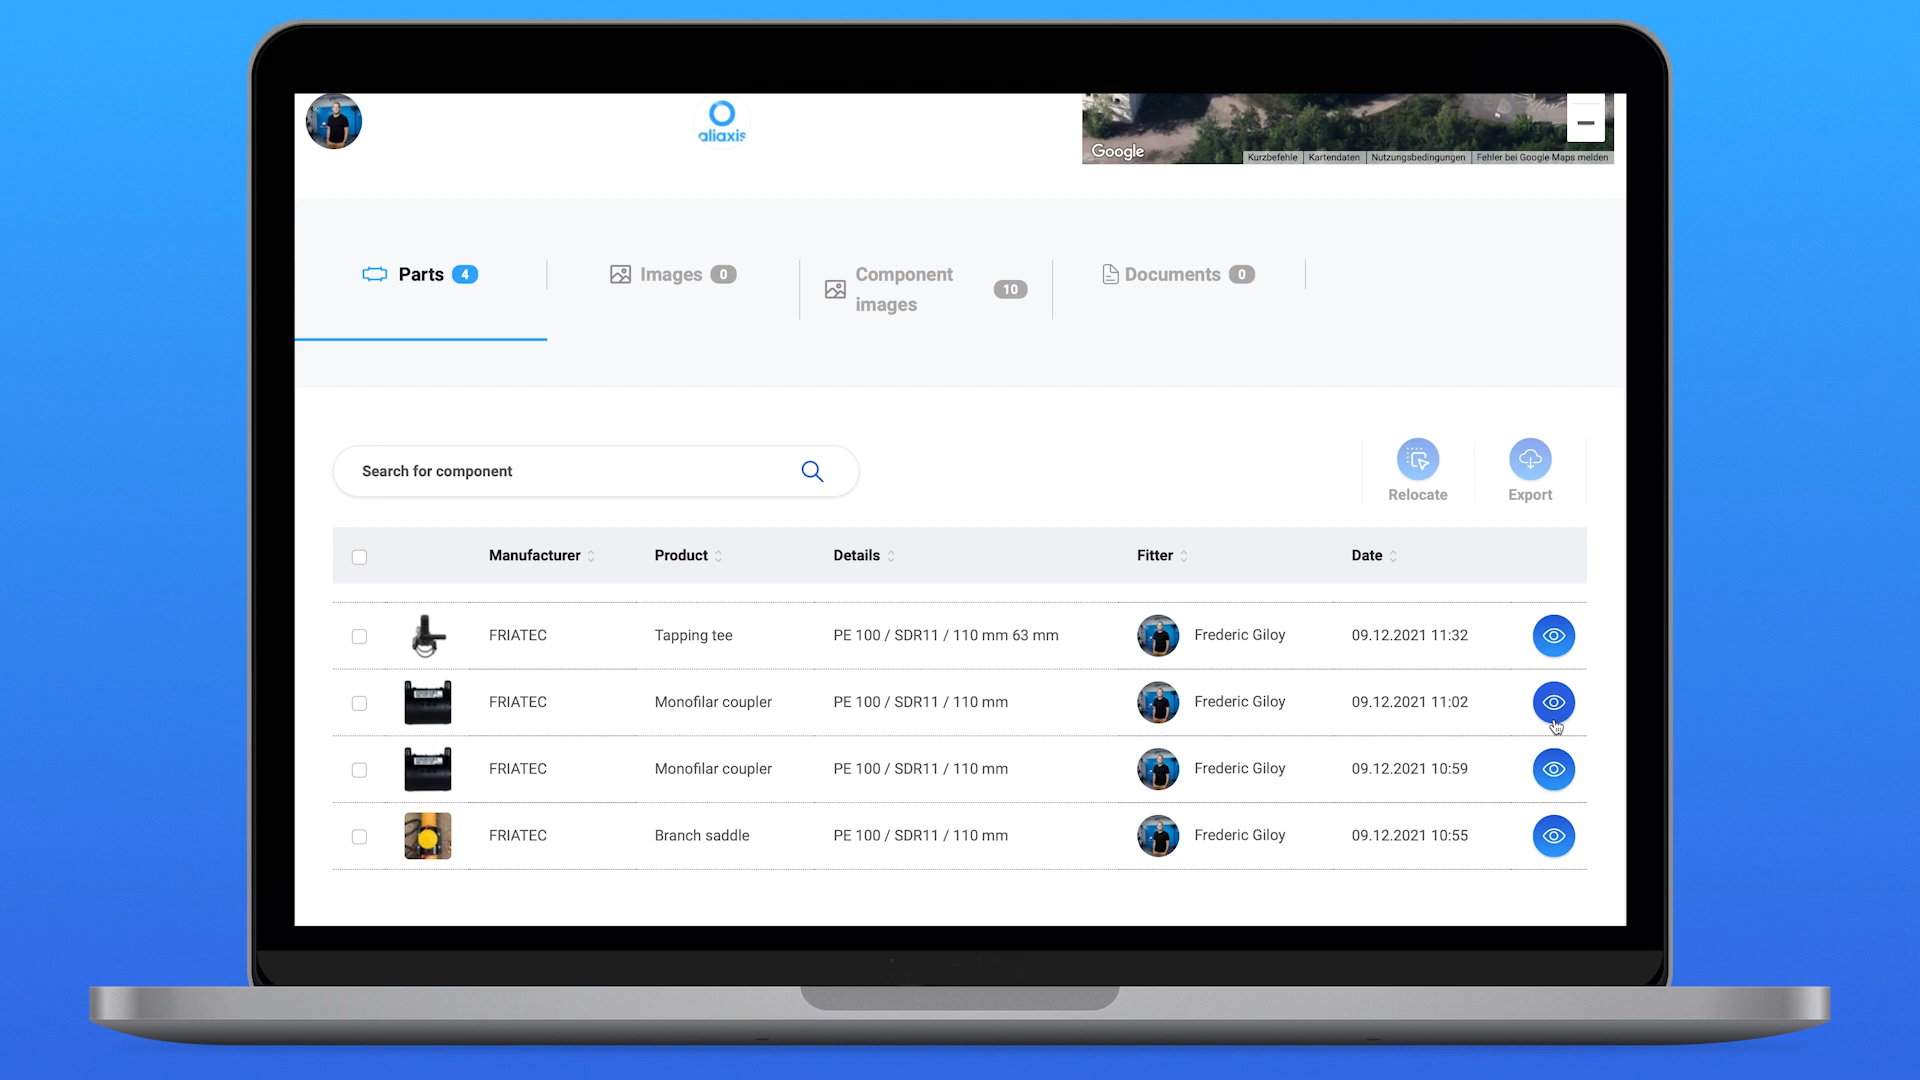 aliaxis
Google
Kurzbefehle
Kartendaten
Nutzungsbedingungen
Fehler bei Google Maps melden
Parts 4
Images 0
Component images 10
Documents 0
Search for component
Relocate
Export
Manufacturer Product Details Fitter Date
FRIATEC Tapping tee PE 100 / SDR11 / 110 mm 63 mm Frederic Giloy 09.12.2021 11:32
FRIATEC Monofilar coupler PE 100 / SDR11 / 110 mm Frederic Giloy 09.12.2021 11:02
FRIATEC Monofilar coupler PE 100 / SDR11 / 110 mm Frederic Giloy 09.12.2021 10:59
FRIATEC Branch saddle PE 100 / SDR11 / 110 mm Frederic Giloy 09.12.2021 10:55